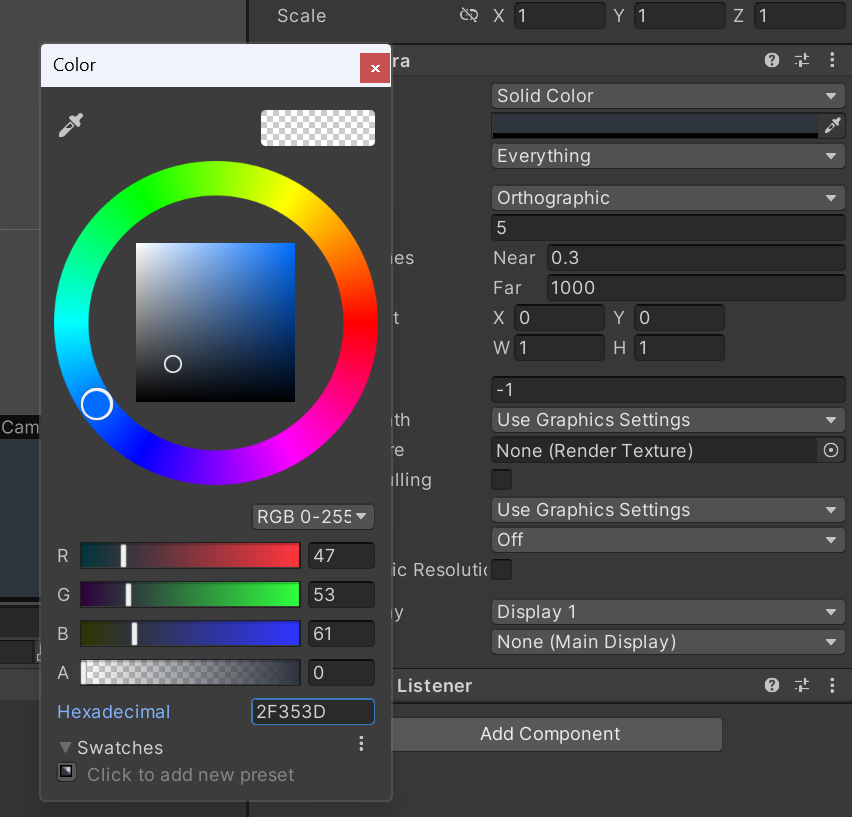 Scale X 1 Y 1 Z 1
Color x
ra
Solid Color
Everything
Orthographic
5
es Near 0.3
Far 1000
t X 0 Y 0
W 1 H 1
-1
Cam
th Use Graphics Settings
re None (Render Texture)
lling
Use Graphics Settings
Off
ic Resolutic
y Display 1
None (Main Display)
RGB 0-255
R 47
G 53
B 61
A 0
Hexadecimal 2F353D
Swatches
Click to add new preset
Listener
Add Component